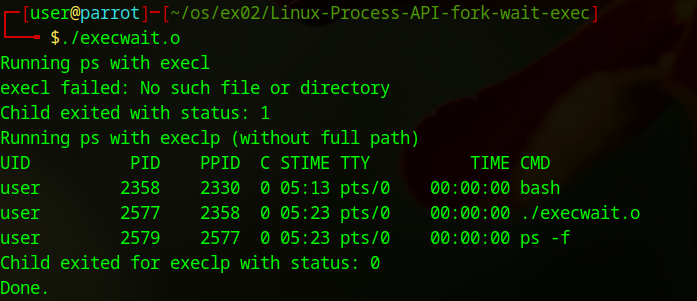 ┌─[user@parrot]─[~/os/ex02/Linux-Process-API-fork-wait-exec]
└──╼ $./execwait.o
Running ps with execl
execl failed: No such file or directory
Child exited with status: 1
Running ps with execlp (without full path)
UID          PID    PPID  C STIME TTY          TIME CMD
user        2358    2330  0 05:13 pts/0    00:00:00 bash
user        2577    2358  0 05:23 pts/0    00:00:00 ./execwait.o
user        2579    2577  0 05:23 pts/0    00:00:00 ps -f
Child exited for execlp with status: 0
Done.